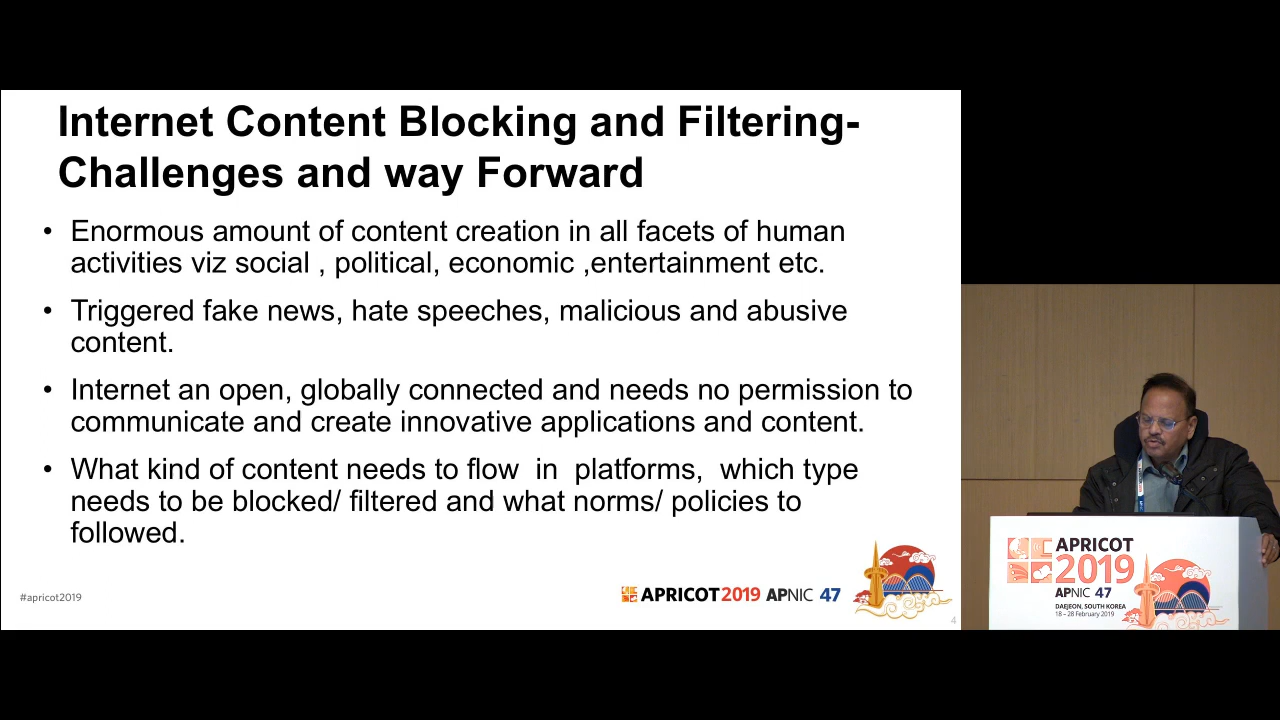 Internet Content Blocking and Filtering-
Challenges and way Forward
• Enormous amount of content creation in all facets of human
activities viz social , political, economic ,entertainment etc.
• Triggered fake news, hate speeches, malicious and abusive
content.
• Internet an open, globally connected and needs no permission to
communicate and create innovative applications and content.
• What kind of content needs to flow in platforms, which type
needs to be blocked/ filtered and what norms/ policies to
followed.
#apricot2019
APRICOT 2019 APNIC 47
4
APRICOT
2019
APNIC 47
DAEJEON, SOUTH KOREA
18 – 28 February 2019